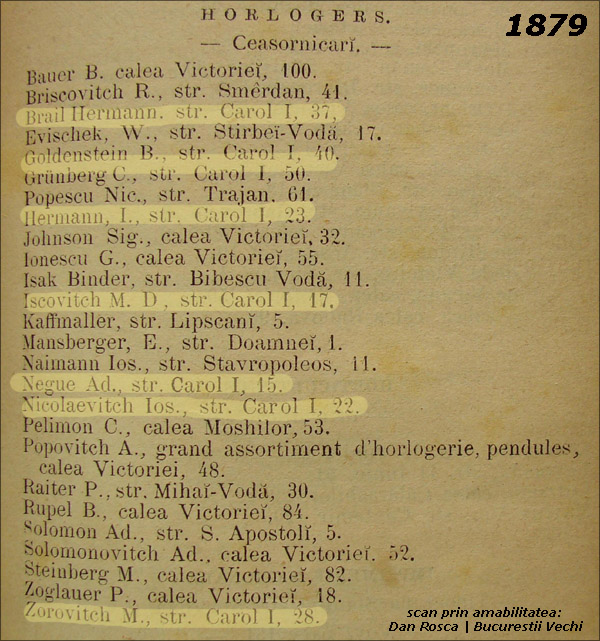 HORLOGERS.
1879
— Ceasornicarĭ. —
Bauer B. calea Victorieĭ, 100.
Briscovitch R., str. Smêrdan, 41.
Brail Hermann. str. Carol I, 37,
Evischek, W., str. Stirbeĭ-Vodă, 17.
Goldenstein B., str. Carol I, 40.
Grünberg C., str. Carol I, 50.
Popescu Nic., str. Trajan. 61.
Hermann, I., str. Carol I, 23.
Johnson Sig., calea Victorieĭ, 32.
Ionescu G., calea Victorieĭ, 55.
Isak Binder, str. Bibescu Vodă, 11.
Iscovitch M. D., str. Carol I, 17.
Kaffmaller, str. Lipscanĭ, 5.
Mansberger, E., str. Doamneĭ, 1.
Naimann Ios., str. Stavropoleos, 11.
Negue Ad., str. Carol I, 15.
Nicolaevitch Ios., str. Carol I, 22.
Pelimon C., calea Moshilor, 53.
Popovitch A., grand assortiment d'horlogerie, pendules,
calea Victoriei, 48.
Raiter P., str. Mihaĭ-Vodă, 30.
Rupel B., calea Victorieĭ, 84.
Solomon Ad., str. S. Apostolĭ, 5.
Solomonovitch Ad., calea Victorieĭ. 52.
Steinberg M., calea Victorieĭ, 82.
Zoglauer P., calea Victorieĭ, 18.
Zorovitch M., str. Carol I, 28.
scan prin amabilitatea:
Dan Rosca | Bucurestii Vechi